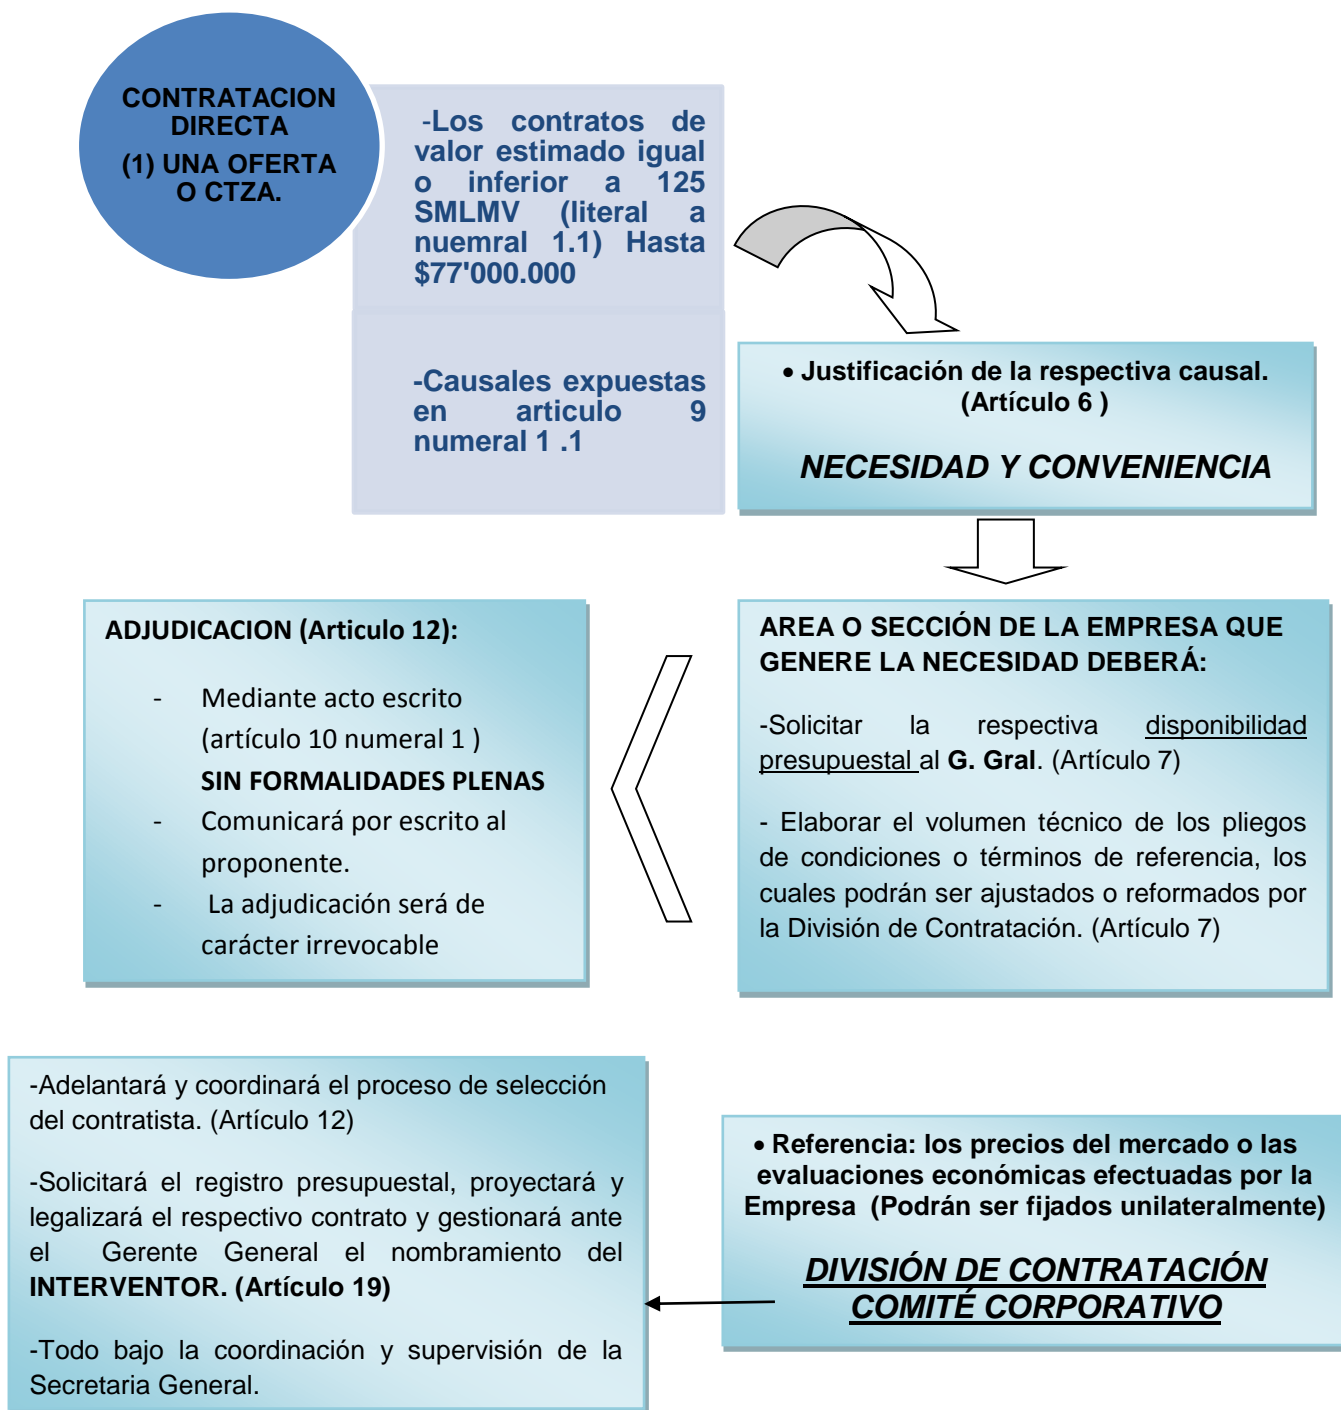 CONTRATACION
DIRECTA
(1) UNA OFERTA
O CTZA.
-Los contratos de
valor estimado igual
o inferior a 125
SMLMV (literal a
nuemral 1.1) Hasta
$77'000.000
-Causales expuestas
en articulo 9
numeral 1 .1
• Justificación de la respectiva causal.
(Artículo 6 )
NECESIDAD Y CONVENIENCIA
AREA O SECCIÓN DE LA EMPRESA QUE
GENERE LA NECESIDAD DEBERÁ:
-Solicitar la respectiva disponibilidad
presupuestal al G. Gral. (Artículo 7)
- Elaborar el volumen técnico de los pliegos
de condiciones o términos de referencia, los
cuales podrán ser ajustados o reformados por
la División de Contratación. (Artículo 7)
ADJUDICACION (Articulo 12):
- Mediante acto escrito
(artículo 10 numeral 1 )
SIN FORMALIDADES PLENAS
- Comunicará por escrito al
proponente.
- La adjudicación será de
carácter irrevocable
• Referencia: los precios del mercado o las
evaluaciones económicas efectuadas por la
Empresa (Podrán ser fijados unilateralmente)
DIVISIÓN DE CONTRATACIÓN
COMITÉ CORPORATIVO
-Adelantará y coordinará el proceso de selección
del contratista. (Artículo 12)
-Solicitará el registro presupuestal, proyectará y
legalizará el respectivo contrato y gestionará ante
el Gerente General el nombramiento del
INTERVENTOR. (Artículo 19)
-Todo bajo la coordinación y supervisión de la
Secretaria General.